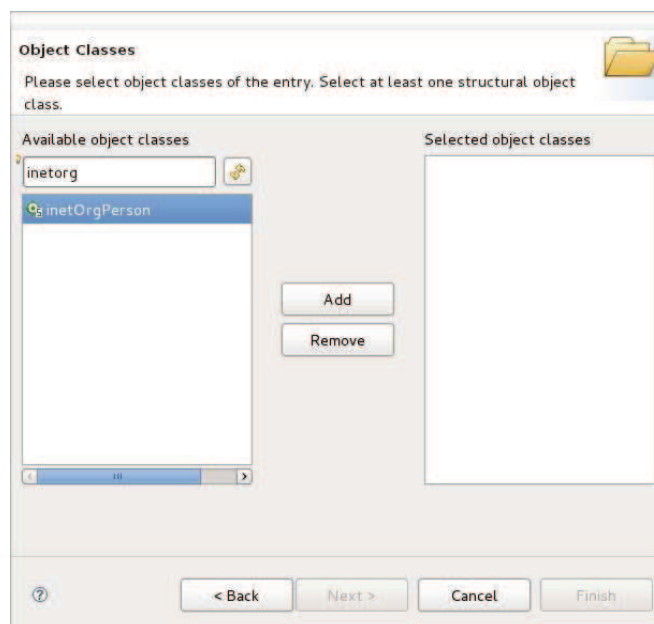 Object Classes
Please select object classes of the entry. Select at least one structural object
class.
Available object classes
Selected object classes
inetorg
inetOrgPerson
Add
Remove
< Back
Next >
Cancel
Finish